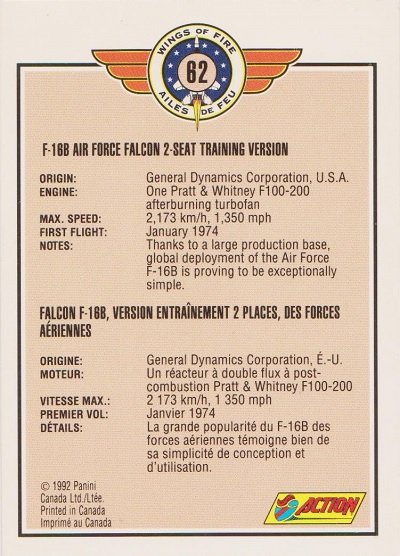 WINGS OF FIRE
62
AILES DE FEU
F-16B AIR FORCE FALCON 2-SEAT TRAINING VERSION
ORIGIN: General Dynamics Corporation, U.S.A.
ENGINE: One Pratt & Whitney F100-200
afterburning turbofan
MAX. SPEED: 2,173 km/h, 1,350 mph
FIRST FLIGHT: January 1974
NOTES: Thanks to a large production base,
global deployment of the Air Force
F-16B is proving to be exceptionally
simple.
FALCON F-16B, VERSION ENTRAÎNEMENT 2 PLACES, DES FORCES
AÉRIENNES
ORIGINE: General Dynamics Corporation, É.-U.
MOTEUR: Un réacteur à double flux à post-
combustion Pratt & Whitney F100-200
VITESSE MAX.: 2 173 km/h, 1 350 mph
PREMIER VOL: Janvier 1974
DÉTAILS: La grande popularité du F-16B des
forces aériennes témoigne bien de
sa simplicité de conception et
d'utilisation.
© 1992 Panini
Canada Ltd./Ltée.
Printed in Canada
Imprimé au Canada
ACTION